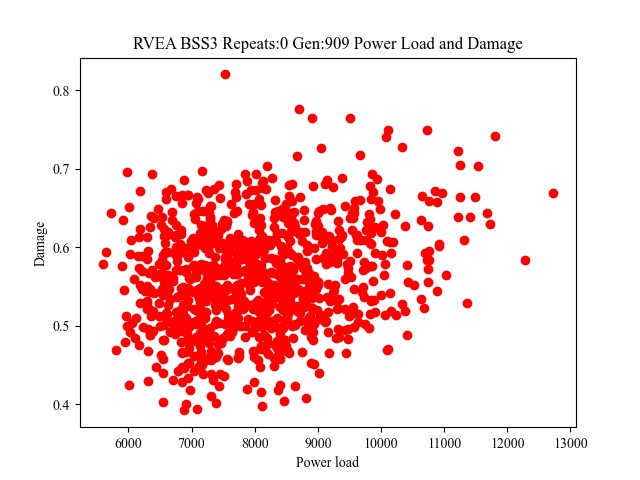 RVEA BSS3 Repeats:0 Gen:909 Power Load and Damage
0.8
0.7
0.6
0.5
0.4
Damage
6000 7000 8000 9000 10000 11000 12000 13000
Power load